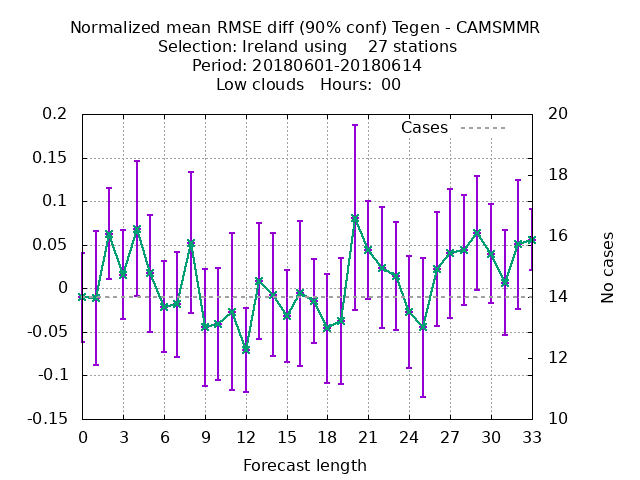 Normalized mean RMSE diff (90% conf) Tegen - CAMSMMR
Selection: Ireland using 27 stations
Period: 20180601-20180614
Low clouds Hours: 00
Cases
0.2
0.15
0.1
0.05
0
-0.05
-0.1
-0.15
20
18
16
14
12
10
No cases
0 3 6 9 12 15 18 21 24 27 30 33
Forecast length